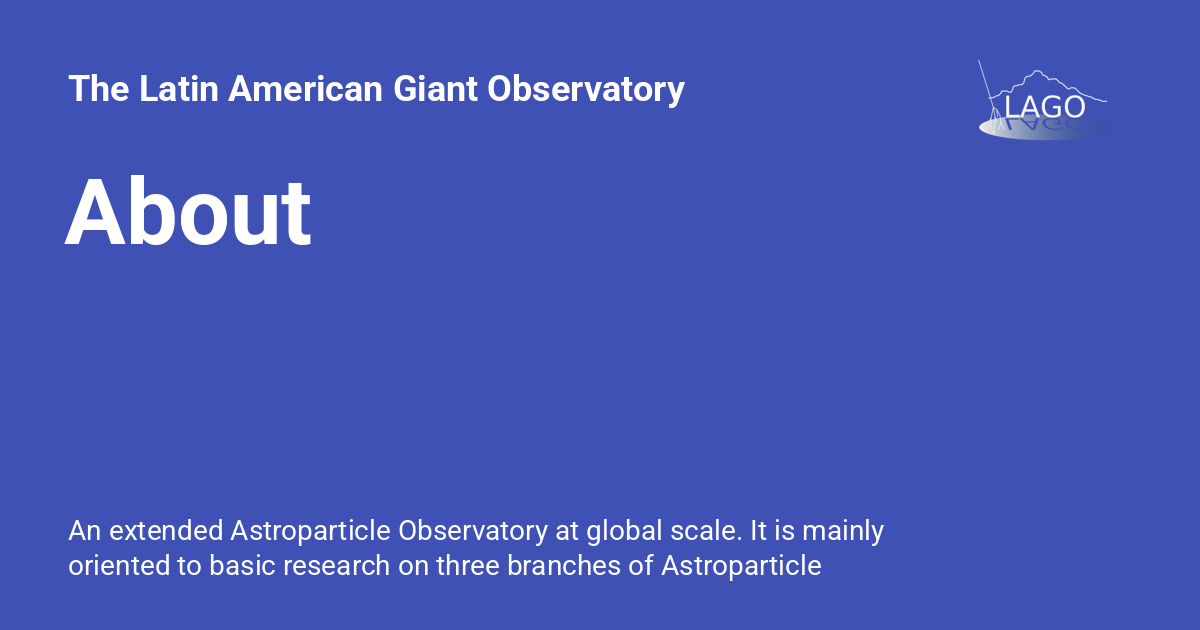 The Latin American Giant Observatory
LAGO
LAGO
About
An extended Astroparticle Observatory at global scale. It is mainly
oriented to basic research on three branches of Astroparticle